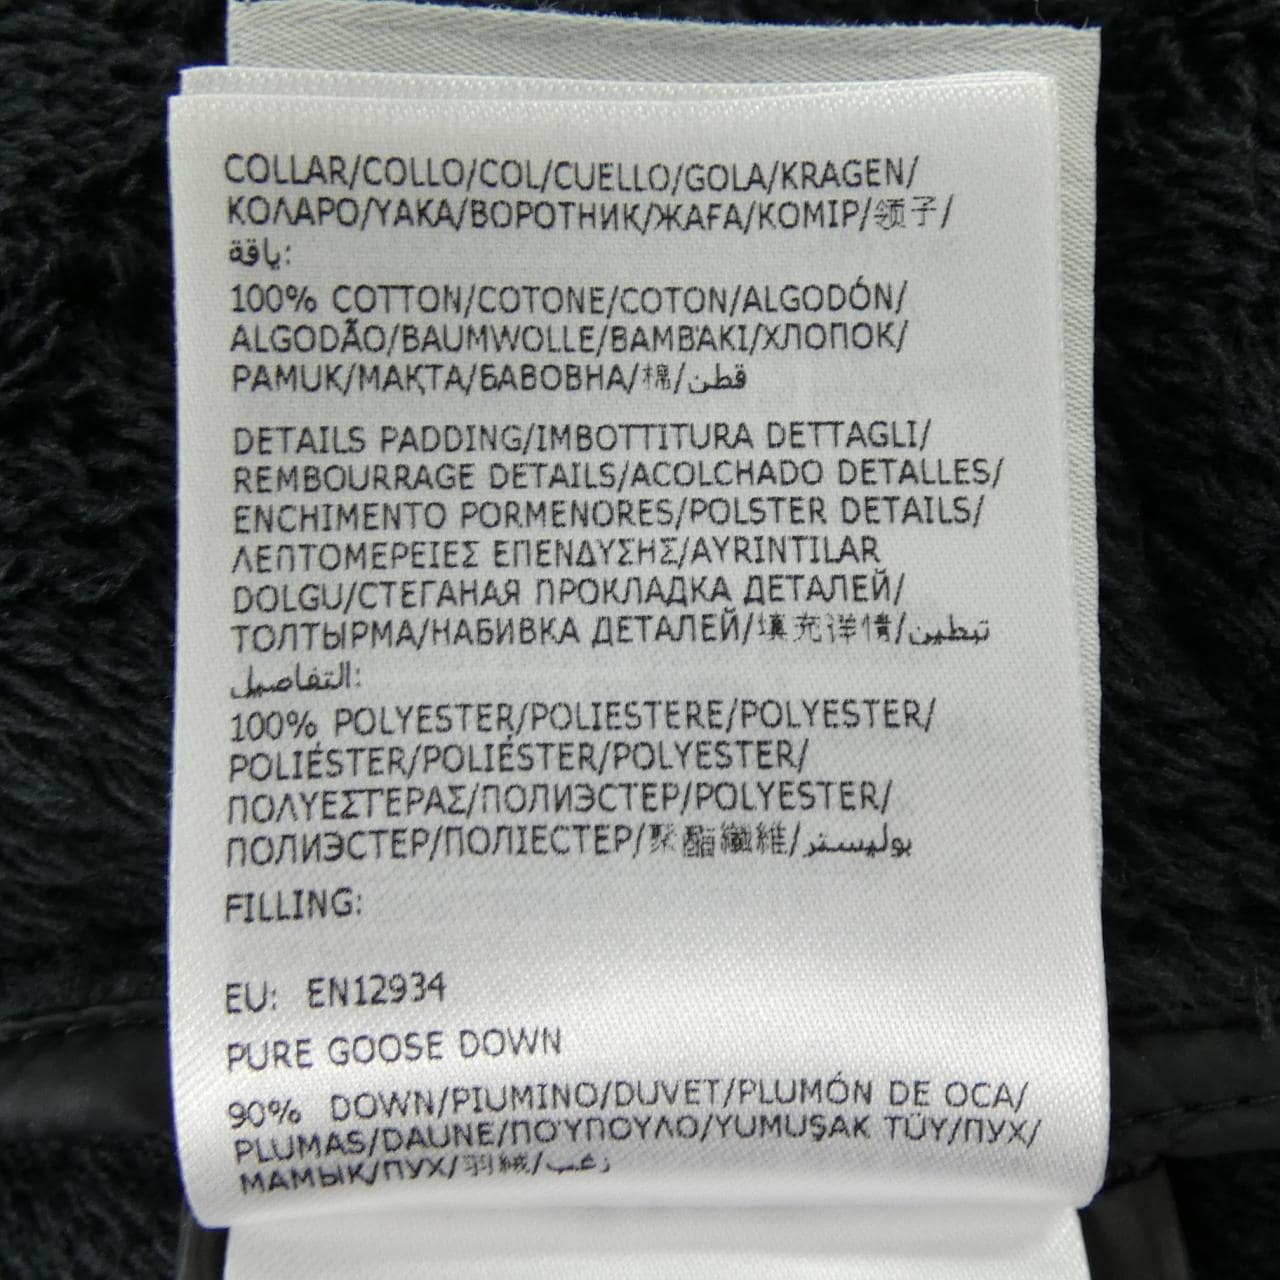 COLLAR/COLLO/COL/CUELLO/GOLA/KRAGEN/
ΚΟΛΑΡΟ/YAKA/ВОРОТНИК/ЖАҒА/КОМІР/领子/
ياقة:
100% COTTON/COTONE/COTON/ALGODÓN/
ALGODÃO/BAUMWOLLE/ΒΑΜΒΆΚΙ/ХЛОПОК/
PAMUK/МАҚТА/БАВОВНА/棉/قطن
DETAILS PADDING/IMBOTTITURA DETTAGLI/
REMBOURRAGE DETAILS/ACOLCHADO DETALLES/
ENCHIMENTO PORMENORES/POLSTER DETAILS/
ΛΕΠΤΟΜΕΡΕΙΕΣ ΕΠΕΝΔΥΣΗΣ/AYRINTILAR
DOLGU/СТЕГАНАЯ ПРОКЛАДКА ДЕТАЛЕЙ/
ТОЛТЫРМА/НАБИВКА ДЕТАЛЕЙ/填充详情/تبطين
التفاصيل:
100% POLYESTER/POLIESTERE/POLYESTER/
POLIÉSTER/POLIÉSTER/POLYESTER/
ΠΟΛΥΕΣΤΕΡΑΣ/ПОЛИЭСТЕР/POLYESTER/
ПОЛИЭСТЕР/ПОЛІЕСТЕР/聚酯纖維/بوليستر
FILLING:
EU: EN12934
PURE GOOSE DOWN
90% DOWN/PIUMINO/DUVET/PLUMÓN DE OCA/
PLUMAS/DAUNE/ΠΟΎΠΟΥΛΟ/YUMUŞAK TÜY/ПУХ/
МАМЫҚ/ПУХ/羽絨/زغب